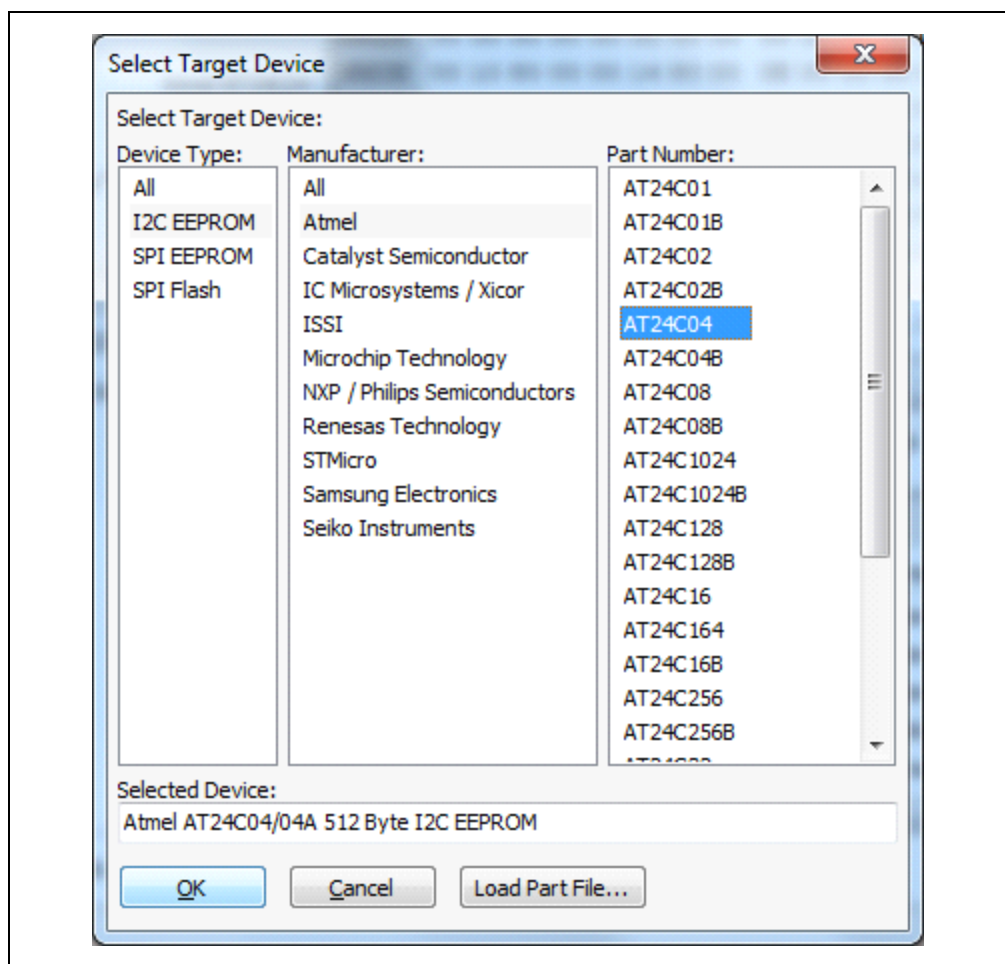 Select Target Device
Select Target Device:
Device Type:
All
I2C EEPROM
SPI EEPROM
SPI Flash
Manufacturer:
All
Atmel
Catalyst Semiconductor
IC Microsystems / Xicor
ISSI
Microchip Technology
NXP / Philips Semiconductors
Renesas Technology
STMicro
Samsung Electronics
Seiko Instruments
Part Number:
AT24C01
AT24C01B
AT24C02
AT24C02B
AT24C04
AT24C04B
AT24C08
AT24C08B
AT24C1024
AT24C1024B
AT24C128
AT24C128B
AT24C16
AT24C164
AT24C16B
AT24C256
AT24C256B
Selected Device:
Atmel AT24C04/04A 512 Byte I2C EEPROM
OK
Cancel
Load Part File...